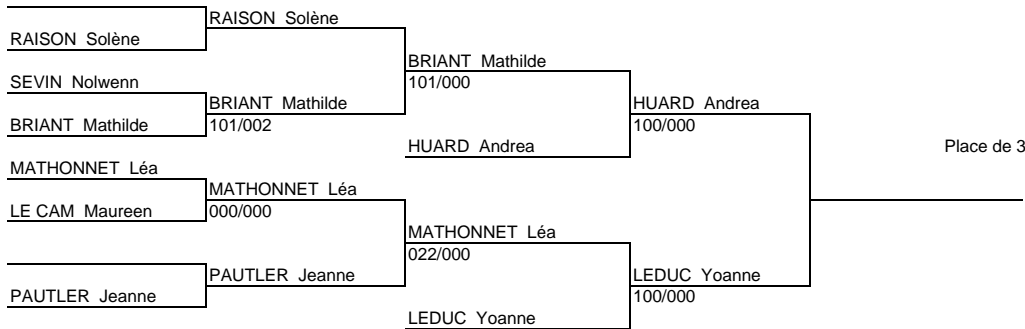 RAISON Solène
RAISON Solène
BRIANT Mathilde
SEVIN Nolwenn
101/000
BRIANT Mathilde
HUARD Andrea
BRIANT Mathilde
101/002
100/000
HUARD Andrea
Place de 3
MATHONNET Léa
MATHONNET Léa
LE CAM Maureen
000/000
MATHONNET Léa
022/000
PAUTLER Jeanne
LEDUC Yoanne
PAUTLER Jeanne
100/000
LEDUC Yoanne